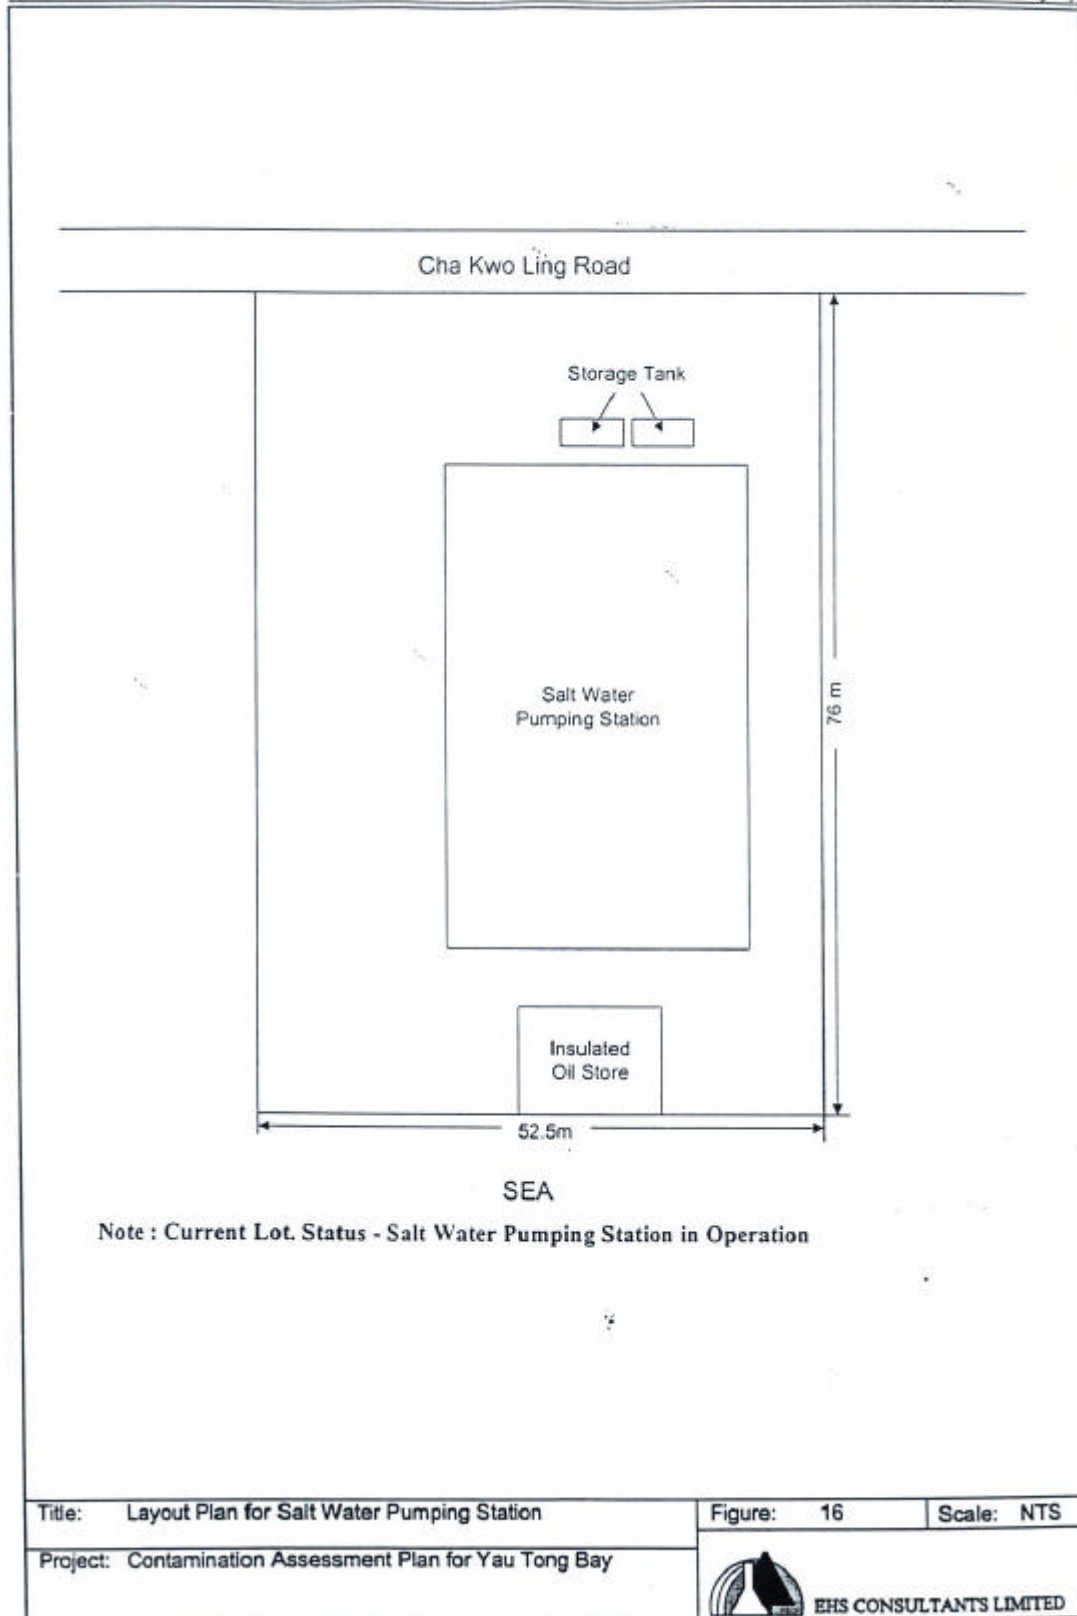 Cha Kwo Ling Road
Storage Tank
Salt Water
Pumping Station
76 m
Insulated
Oil Store
52.5m
SEA
Note : Current Lot. Status - Salt Water Pumping Station in Operation
Title: Layout Plan for Salt Water Pumping Station
Figure: 16
Scale: NTS
Project: Contamination Assessment Plan for Yau Tong Bay
EHS CONSULTANTS LIMITED